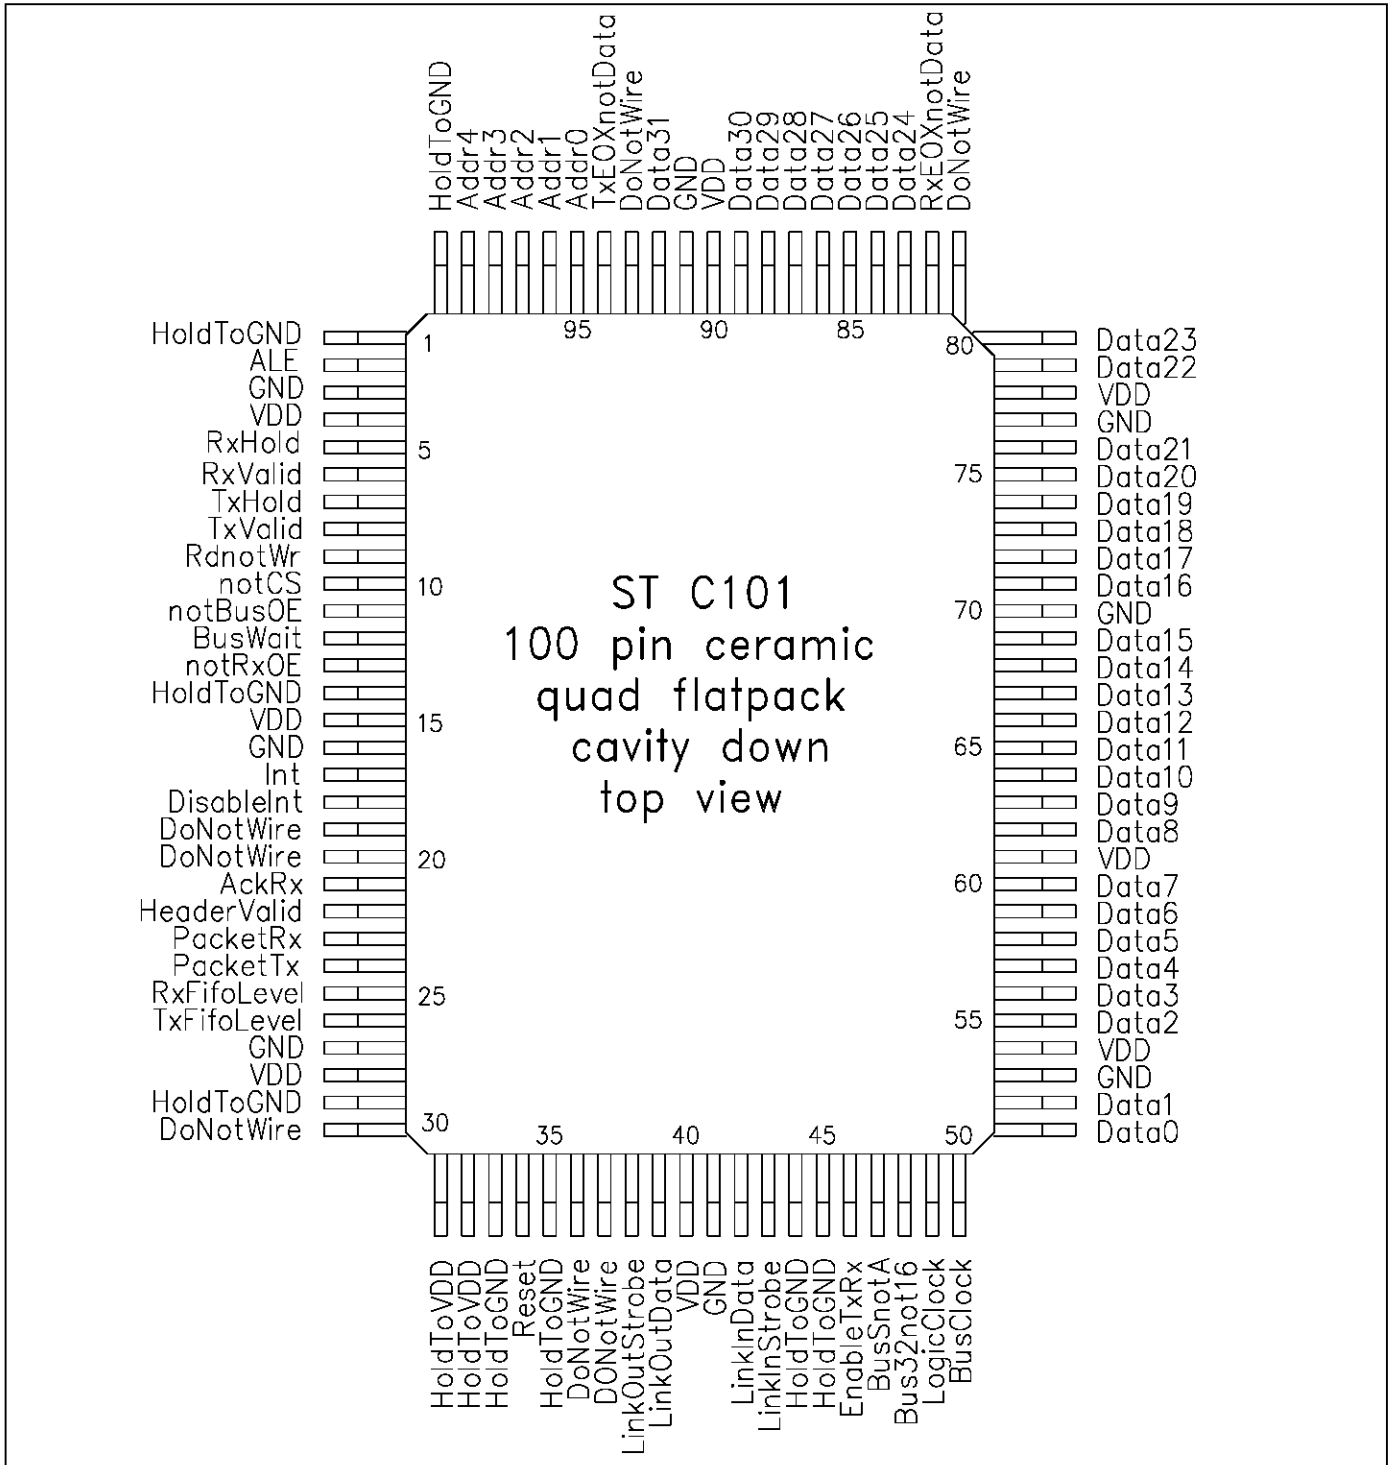 HoldToGND
Addr4
Addr3
Addr2
Addr1
Addr0
TxEOXnotData
DoNotWire
Data31
GND
VDD
Data30
Data29
Data28
Data27
Data26
Data25
Data24
RxEOXnotData
DoNotWire
95
90
85
80
HoldToGND
ALE
GND
VDD
RxHold
RxValid
TxHold
TxValid
RdnotWr
notCS
notBusOE
BusWait
notRxOE
HoldToGND
VDD
GND
Int
DisableInt
DoNotWire
DoNotWire
AckRx
HeaderValid
PacketRx
PacketTx
RxFifoLevel
TxFifoLevel
GND
VDD
HoldToGND
DoNotWire
1
5
10
15
20
25
30
ST C101
100 pin ceramic
quad flatpack
cavity down
top view
75
70
65
60
55
Data23
Data22
VDD
GND
Data21
Data20
Data19
Data18
Data17
Data16
GND
Data15
Data14
Data13
Data12
Data11
Data10
Data9
Data8
VDD
Data7
Data6
Data5
Data4
Data3
Data2
VDD
GND
Data1
Data0
35
40
45
50
HoldToVDD
HoldToVDD
HoldToGND
Reset
HoldToGND
DoNotWire
DONotWire
LinkOutStrobe
LinkOutData
VDD
GND
LinkInData
LinkInStrobe
HoldToGND
HoldToGND
EnableTxRx
BusSnotA
Bus32not16
LogicClock
BusClock